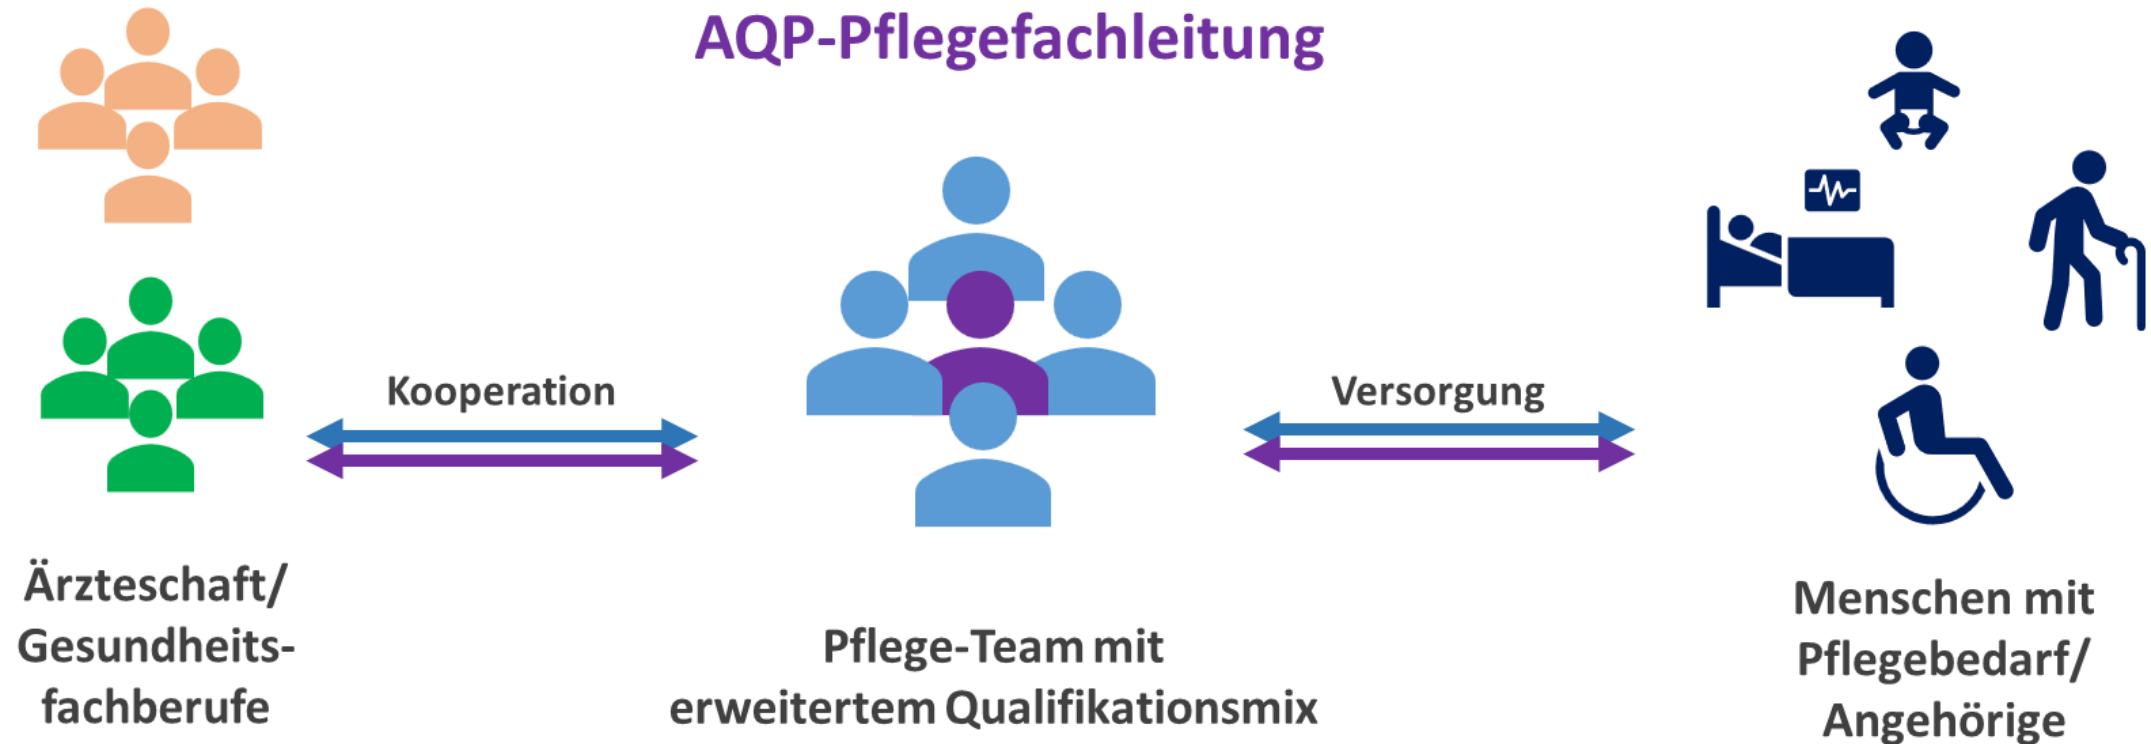 AQP-Pflegefachleitung
Kooperation
Versorgung
Ärzteschaft/
Gesundheits-
fachberufe
Pflege-Team mit
erweitertem Qualifikationsmix
Menschen mit
Pflegebedarf/
Angehörige